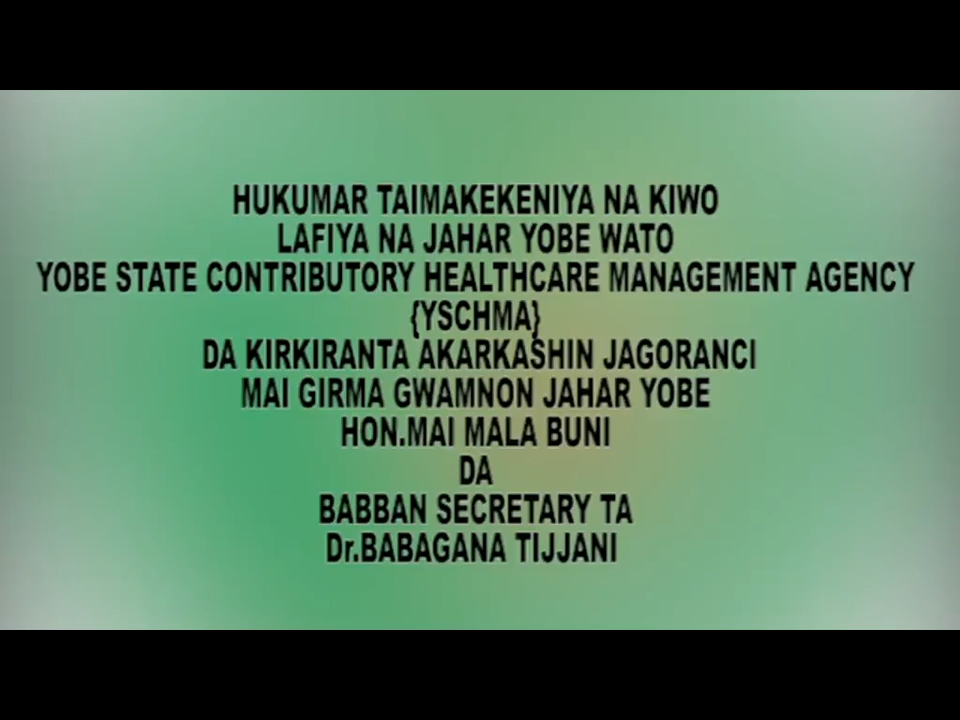 HUKUMAR TAIMAKEKENIYA NA KIWO
LAFIYA NA JAHAR YOBE WATO
YOBE STATE CONTRIBUTORY HEALTHCARE MANAGEMENT AGENCY
{YSCHMA}
DA KIRKIRANTA AKARKASHIN JAGORANCI
MAI GIRMA GWAMNON JAHAR YOBE
HON.MAI MALA BUNI
DA
BABBAN SECRETARY TA
Dr.BABAGANA TIJJANI